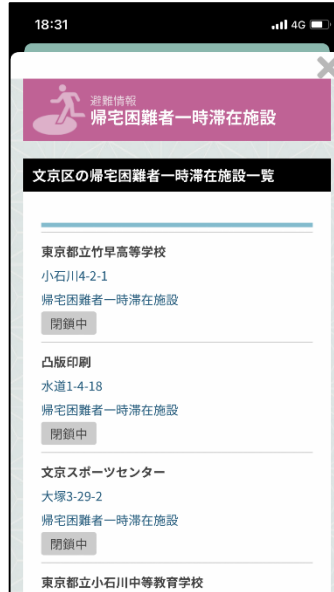 18:31
4G
避難情報
帰宅困難者一時滞在施設
文京区の帰宅困難者一時滞在施設一覧
東京都立竹早高等学校
小石川4-2-1
帰宅困難者一時滞在施設
閉鎖中
凸版印刷
水道1-4-18
帰宅困難者一時滞在施設
閉鎖中
文京スポーツセンター
大塚3-29-2
帰宅困難者一時滞在施設
閉鎖中
東京都立小石川中等教育学校